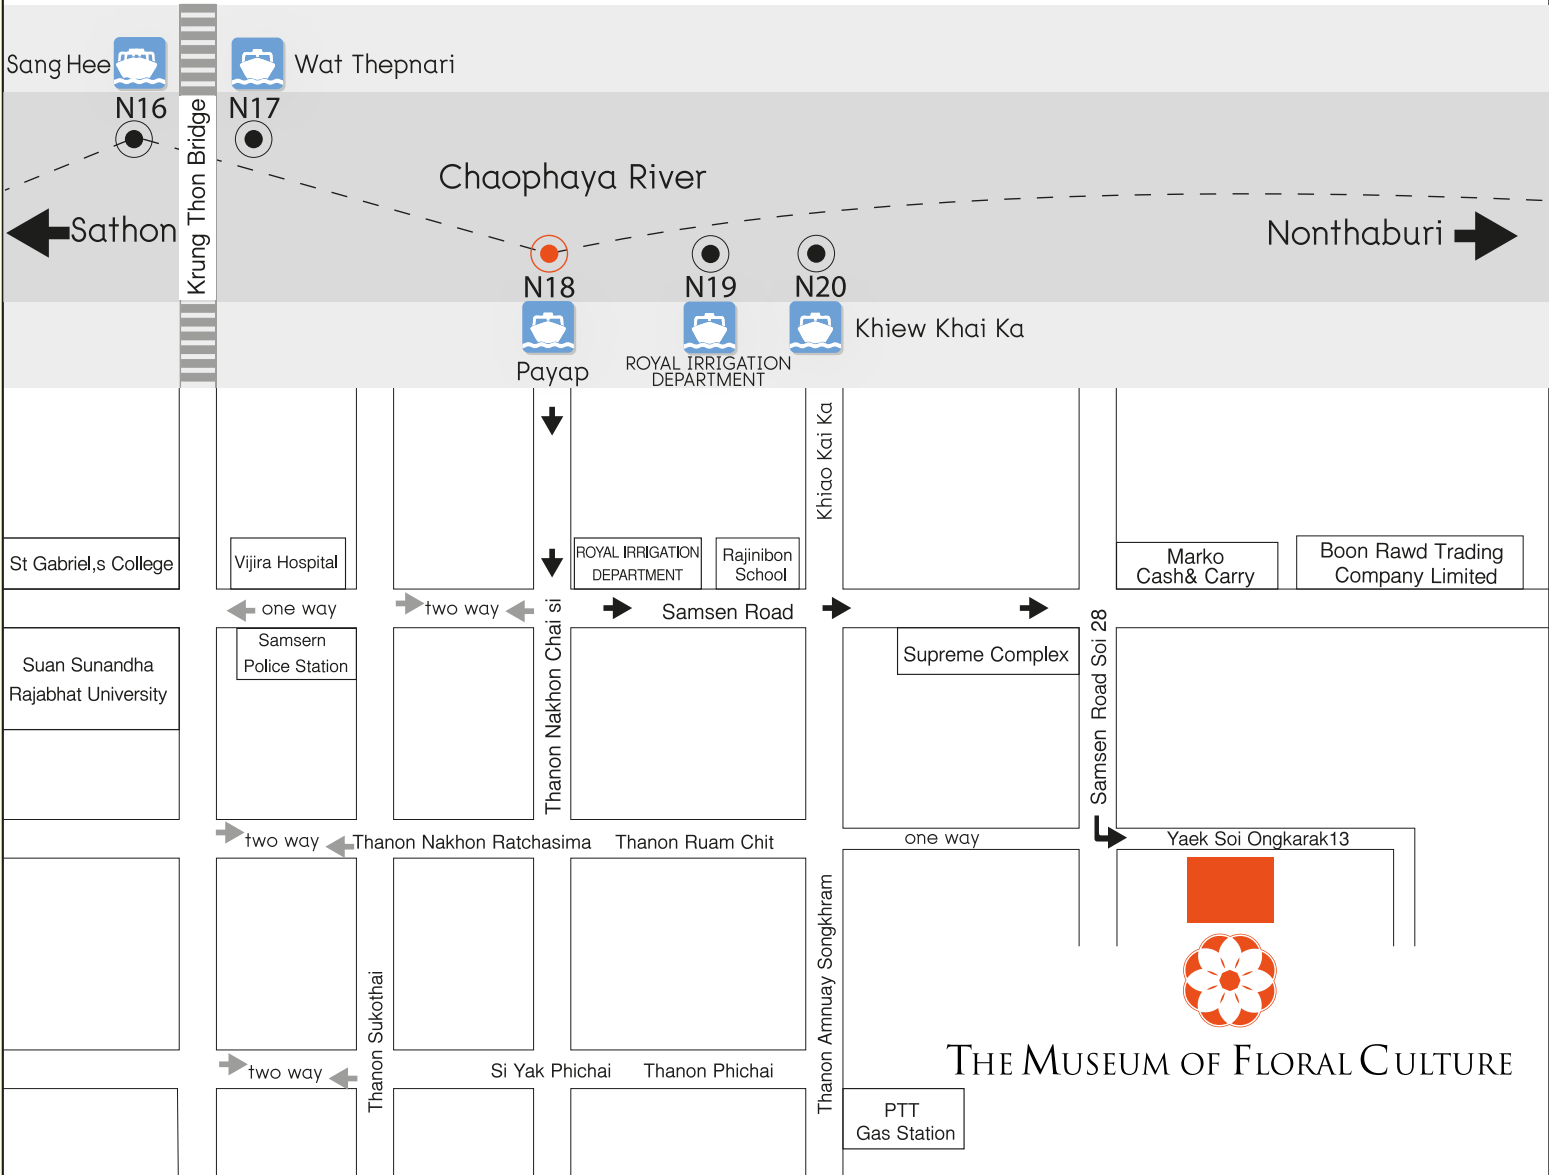 Sang Hee
Wat Thepnari
N16
N17
Krung Thon Bridge
Chaophaya River
Sathon
Nonthaburi
N18
N19
N20
Payap
ROYAL IRRIGATION
DEPARTMENT
Khiew Khai Ka
Khiao Kai Ka
St Gabriel,s College
Vijira Hospital
ROYAL IRRIGATION
DEPARTMENT
Rajinibon
School
Marko
Cash& Carry
Boon Rawd Trading
Company Limited
one way
two way
Samsen Road
Suan Sunandha
Rajabhat University
Samsern
Police Station
Thanon Nakhon Chai si
Supreme Complex
Samsen Road Soi 28
two way
Thanon Nakhon Ratchasima
Thanon Ruam Chit
one way
Yaek Soi Ongkarak13
Thanon Sukothai
Thanon Amnuay Songkhram
THE MUSEUM OF FLORAL CULTURE
two way
Si Yak Phichai
Thanon Phichai
PTT
Gas Station